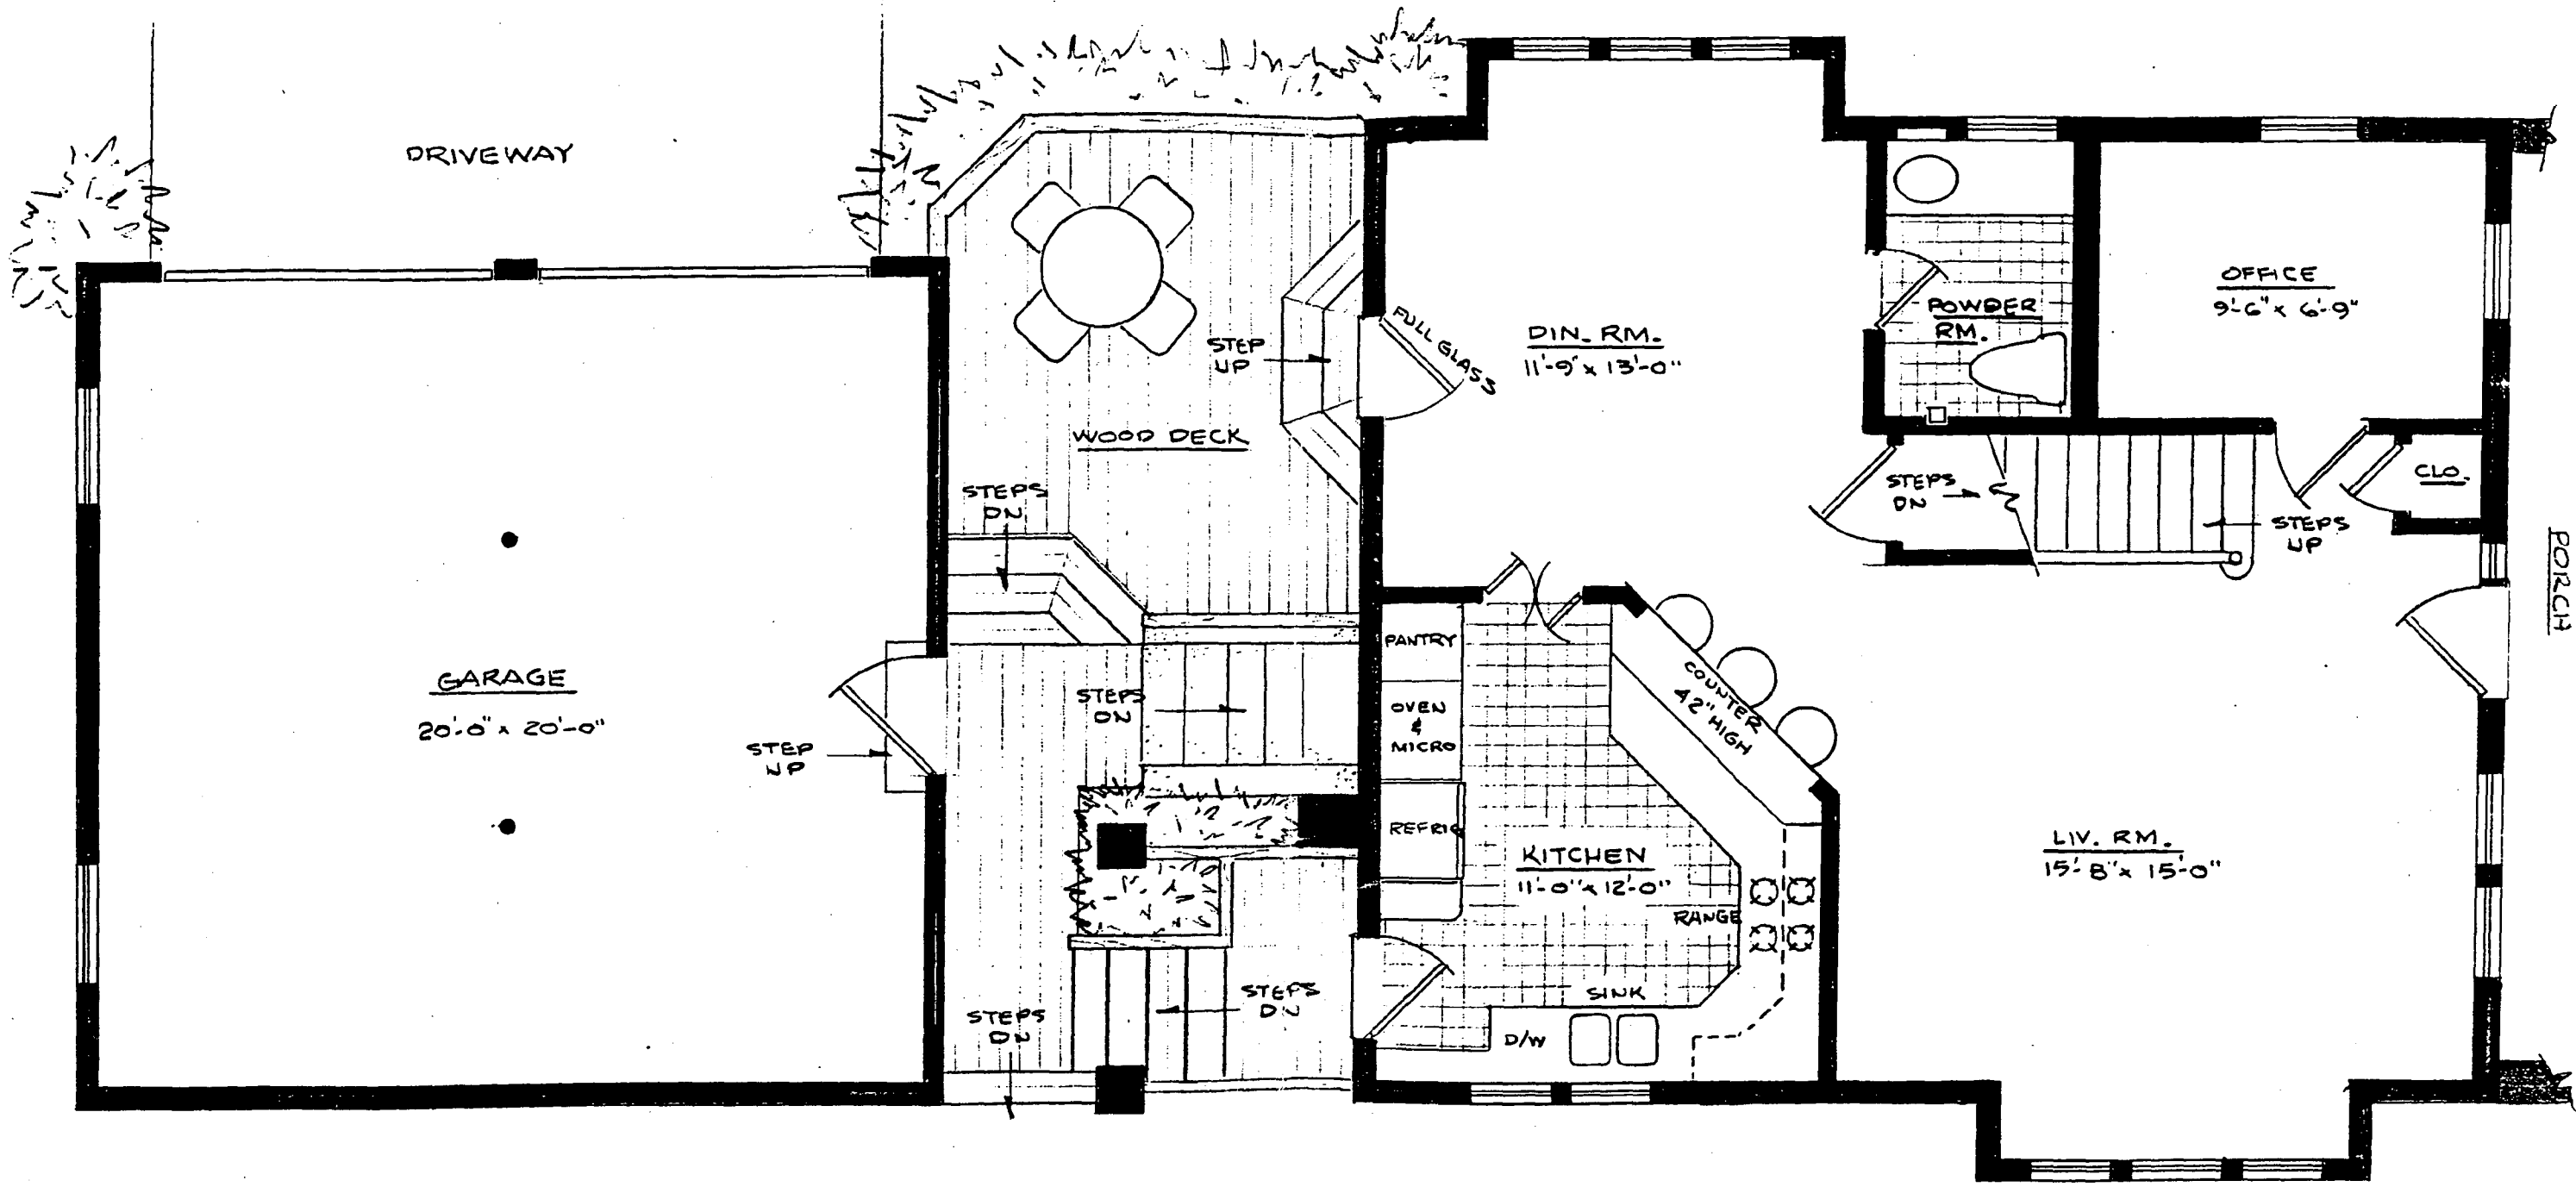 DRIVEWAY
GARAGE
20'-0" x 20'-0"
STEP
UP
WOOD DECK
STEP
UP
STEPS
DN
STEPS
DN
STEPS
DN
STEPS
DN
FULL GLASS
DIN. RM.
11'-9" x 13'-0"
POWDER
RM.
OFFICE
9'-6" x 6'-9"
CLO.
STEPS
DN
STEPS
UP
PORCH
PANTRY
OVEN
&
MICRO
REFRIG
COUNTER
42" HIGH
KITCHEN
11'-0" x 12'-0"
RANGE
SINK
D/W
LIV. RM.
15'-8" x 15'-0"